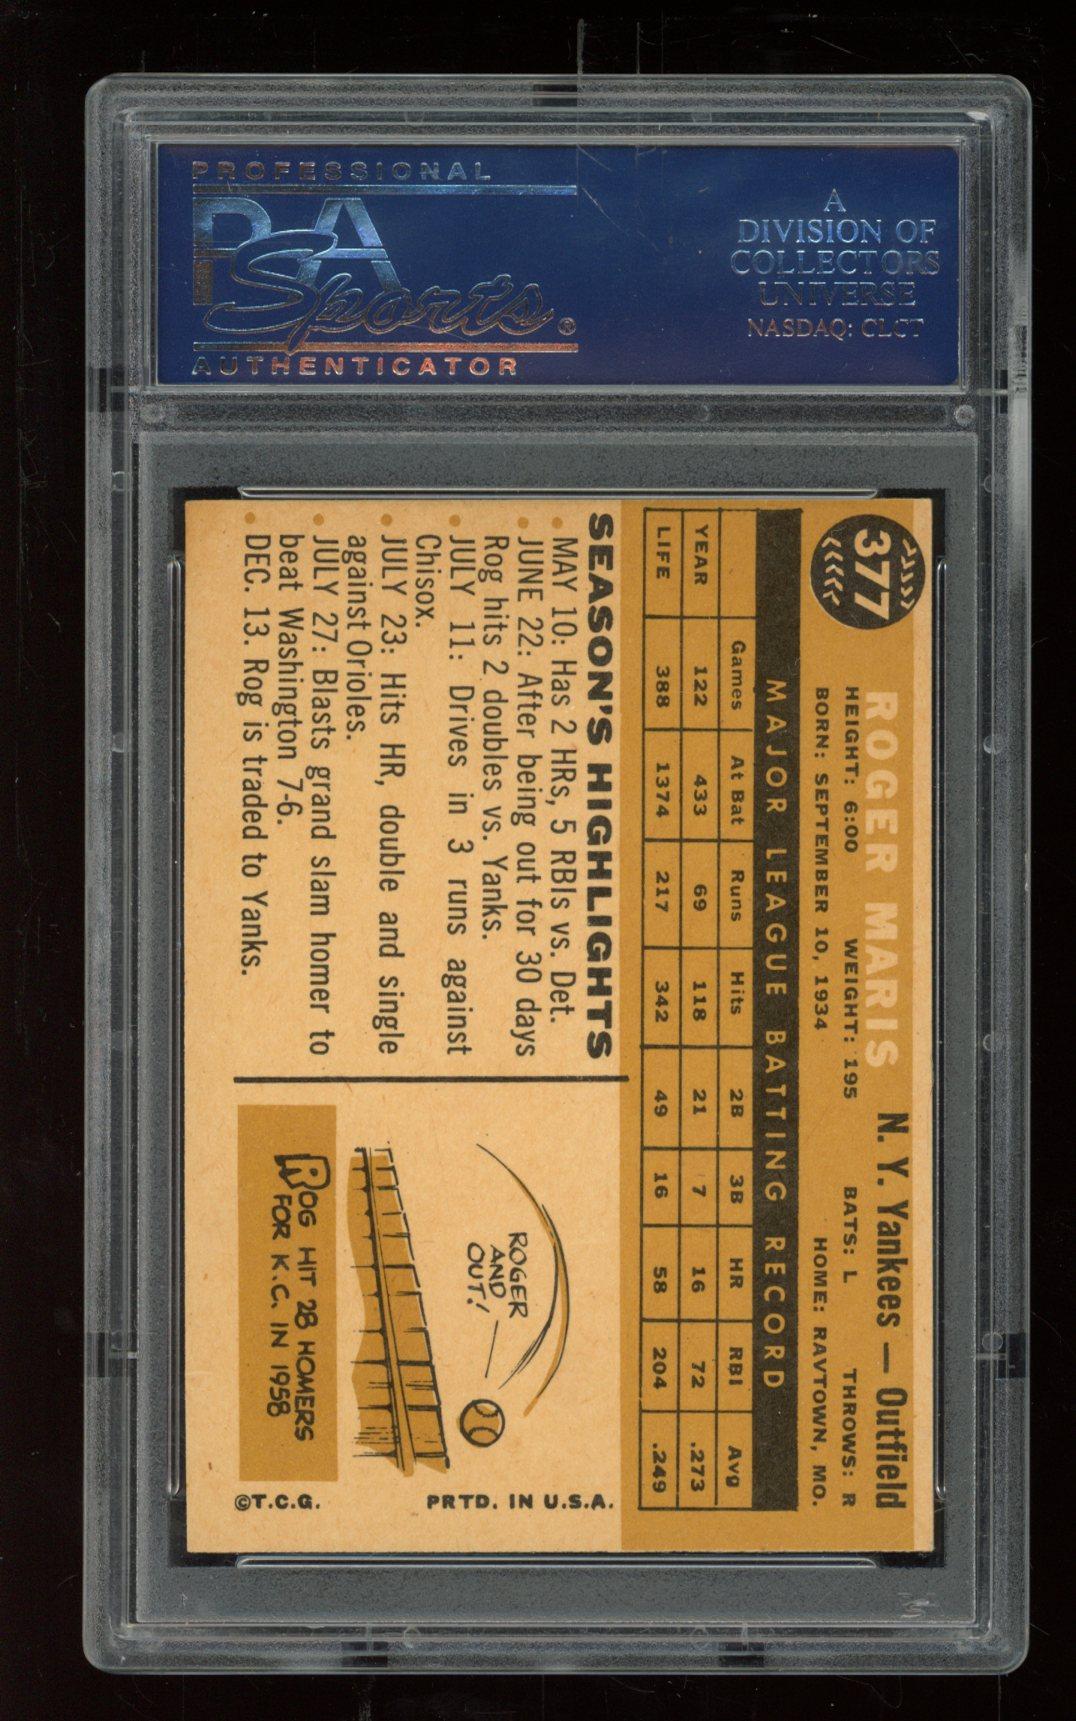 PROFESSIONAL
PSA
Sports®
AUTHENTICATOR
A
DIVISION OF
COLLECTORS
UNIVERSE
NASDAQ: CLCT
377
ROGER MARIS
N. Y. Yankees — Outfield
HEIGHT: 6:00 WEIGHT: 195 BATS: L THROWS: R
BORN: SEPTEMBER 10, 1934 HOME: RAYTOWN, MO.
MAJOR LEAGUE BATTING RECORD
Games At Bat Runs Hits 2B 3B HR RBI Avg
YEAR 122 433 69 118 21 7 16 72 .273
LIFE 388 1374 217 342 49 16 58 204 .249
SEASON'S HIGHLIGHTS
• MAY 10: Has 2 HRs, 5 RBIs vs. Det.
• JUNE 22: After being out for 30 days
Rog hits 2 doubles vs. Yanks.
• JULY 11: Drives in 3 runs against
Chisox.
• JULY 23: Hits HR, double and single
against Orioles.
• JULY 27: Blasts grand slam homer to
beat Washington 7-6.
• DEC. 13. Rog is traded to Yanks.
ROGER
AND
OUT!
ROG HIT 28 HOMERS
FOR K.C. IN 1958
PRTD. IN U.S.A.
©T.C.G.